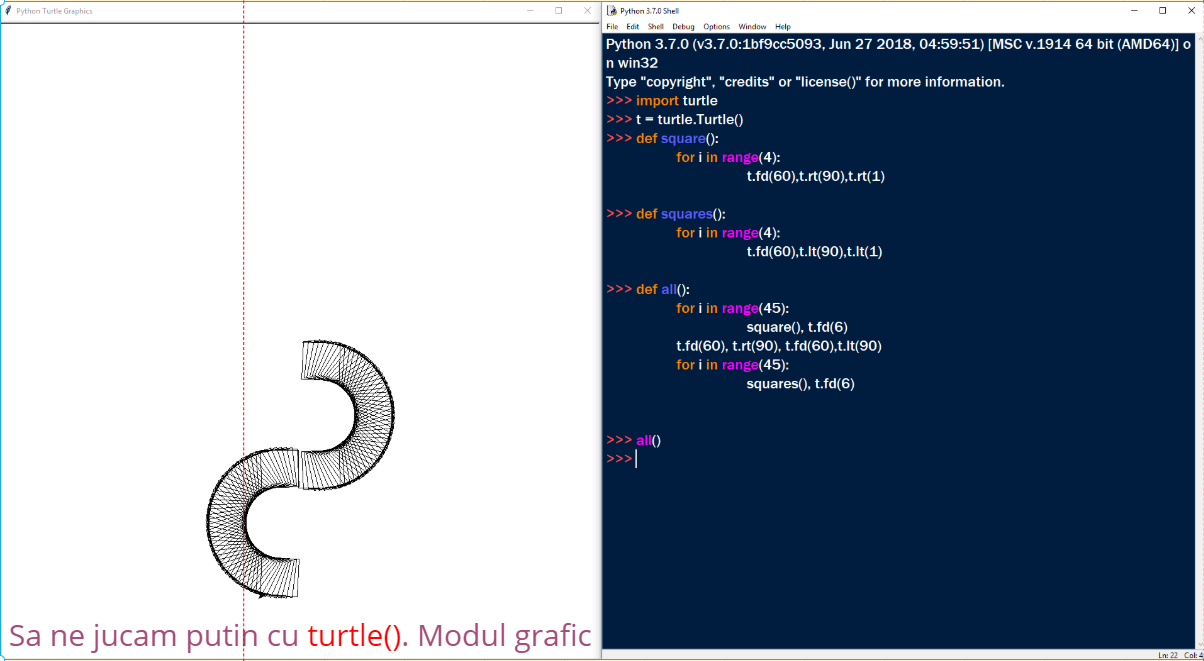 Python Turtle Graphics
Python 3.7.0 Shell
File Edit Shell Debug Options Window Help
Python 3.7.0 (v3.7.0:1bf9cc5093, Jun 27 2018, 04:59:51) [MSC v.1914 64 bit (AMD64)] o
n win32
Type "copyright", "credits" or "license()" for more information.
>>> import turtle
>>> t = turtle.Turtle()
>>> def square():
for i in range(4):
t.fd(60),t.rt(90),t.rt(1)
>>> def squares():
for i in range(4):
t.fd(60),t.lt(90),t.lt(1)
>>> def all():
for i in range(45):
square(), t.fd(6)
t.fd(60), t.rt(90), t.fd(60),t.lt(90)
for i in range(45):
squares(), t.fd(6)
>>> all()
>>>
Sa ne jucam putin cu turtle(). Modul grafic
Ln: 22 Col: 4